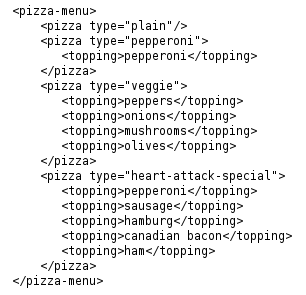 <pizza-menu>
    <pizza type="plain"/>
    <pizza type="pepperoni">
       <topping>pepperoni</topping>
    </pizza>
    <pizza type="veggie">
       <topping>peppers</topping>
       <topping>onions</topping>
       <topping>mushrooms</topping>
       <topping>olives</topping>
    </pizza>
    <pizza type="heart-attack-special">
       <topping>pepperoni</topping>
       <topping>sausage</topping>
       <topping>hamburg</topping>
       <topping>canadian bacon</topping>
       <topping>ham</topping>
    </pizza>
</pizza-menu>